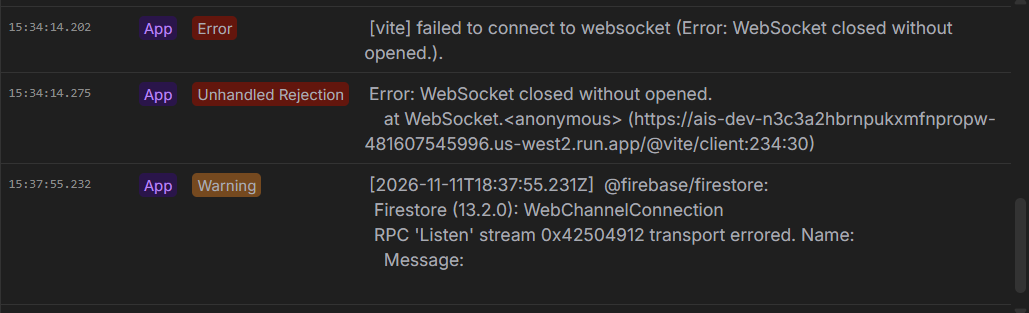 15:34:14.202 App Error [vite] failed to connect to websocket (Error: WebSocket closed without
opened.).
15:34:14.275 App Unhandled Rejection Error: WebSocket closed without opened.
at WebSocket.<anonymous> (https://ais-dev-n3c3a2hbrnpukxmfnpropw-
481607545996.us-west2.run.app/@vite/client:234:30)
15:37:55.232 App Warning [2026-11-11T18:37:55.231Z] @firebase/firestore:
Firestore (13.2.0): WebChannelConnection
RPC 'Listen' stream 0x42504912 transport errored. Name:
Message: